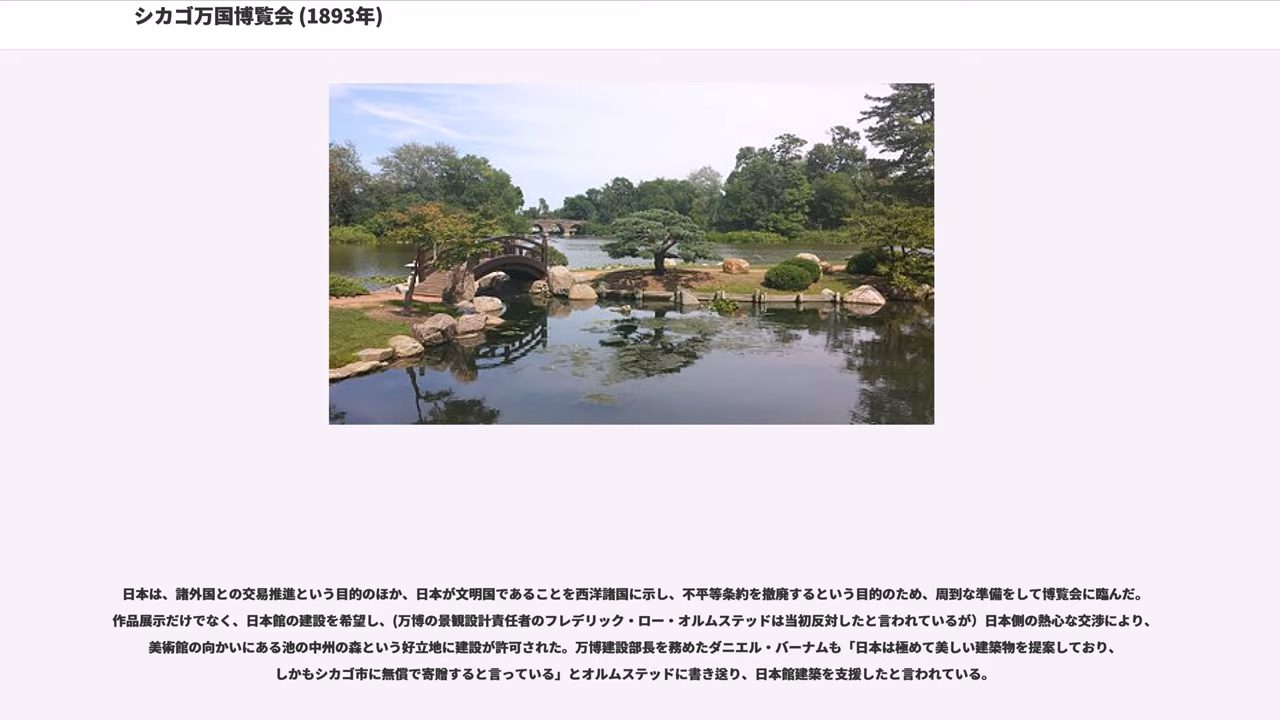 シカゴ万国博覧会 (1893年)
日本は、諸外国との交易推進という目的のほか、日本が文明国であることを西洋諸国に示し、不平等条約を撤廃するという目的のため、周到な準備をして博覧会に臨んだ。
作品展示だけでなく、日本館の建設を希望し、(万博の景観設計責任者のフレデリック・ロー・オルムステッドは当初反対したと言われているが）日本側の熱心な交渉により、
美術館の向かいにある池の中州の森という好立地に建設が許可された。万博建設部長を務めたダニエル・バーナムも「日本は極めて美しい建築物を提案しており、
しかもシカゴ市に無償で寄贈すると言っている」とオルムステッドに書き送り、日本館建築を支援したと言われている。